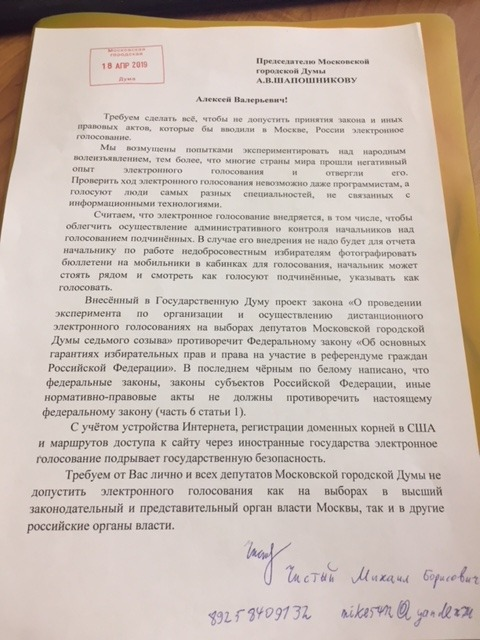 Московская
городская
18 АПР 2019
Дума
Председателю Московской
городской Думы
А.В.ШАПОШНИКОВУ
Алексей Валерьевич!
Требуем сделать всё, чтобы не допустить принятия закона и иных
правовых актов, которые бы вводили в Москве, России электронное
голосование.
Мы возмущены попытками экспериментировать над народным
волеизъявлением, тем более, что многие страны мира прошли негативный
опыт электронного голосования и отвергли его.
Проверить ход электронного голосования невозможно даже программистам, а
голосуют люди самых разных специальностей, не связанных с
информационными технологиями.
Считаем, что электронное голосование внедряется, в том числе, чтобы
облегчить осуществление административного контроля начальников над
голосованием подчинённых. В случае его внедрения не надо будет для отчета
начальнику по работе недобросовестным избирателям фотографировать
бюллетени на мобильники в кабинках для голосования, начальник может
стоять рядом и смотреть как голосуют подчинённые, указывать как
голосовать.
Внесённый в Государственную Думу проект закона «О проведении
эксперимента по организации и осуществлению дистанционного
электронного голосованиях на выборах депутатов Московской городской
Думы седьмого созыва» противоречит Федеральному закону «Об основных
гарантиях избирательных прав и права на участие в референдуме граждан
Российской Федерации». В последнем чёрным по белому написано, что
федеральные законы, законы субъектов Российской Федерации, иные
нормативно-правовые акты не должны противоречить настоящему
федеральному закону (часть 6 статьи 1).
С учётом устройства Интернета, регистрации доменных корней в США
и маршрутов доступа к сайту через иностранные государства электронное
голосование подрывает государственную безопасность.
Требуем от Вас лично и всех депутатов Московской городской Думы не
допустить электронного голосования как на выборах в высший
законодательный и представительный орган власти Москвы, так и в другие
российские органы власти.
Чистый Михаил Борисович
89258409132